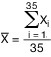 X̅ = 35
∑ Xi
i = 1
35